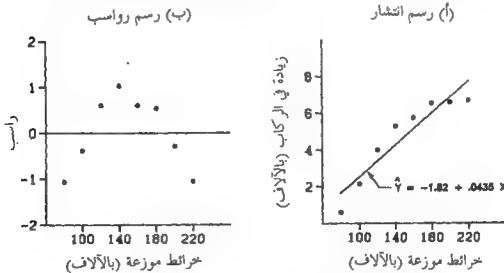 (أ) رسم انتشار
زيادة في الركاب (بالآلاف)
8
6
4
2
Ŷ = -1.82 + .0435 X
100 140 180 220
خرائط موزعة (بالآلاف)
(ب) رسم رواسب
راسب
2
1
0
-1
-2
100 140 180 220
خرائط موزعة (بالآلاف)